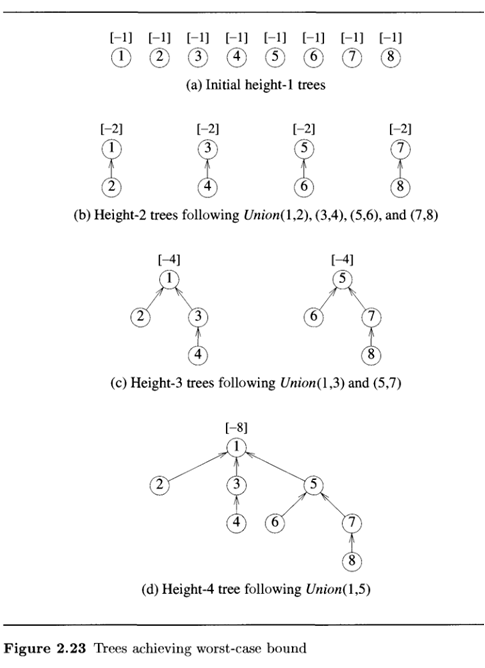 [–1] [–1] [–1] [–1] [–1] [–1] [–1] [–1]
1 2 3 4 5 6 7 8
(a) Initial height-1 trees
[–2] [–2] [–2] [–2]
1 3 5 7
2 4 6 8
(b) Height-2 trees following Union(1,2), (3,4), (5,6), and (7,8)
[–4] [–4]
1 5
2 3 6 7
4 8
(c) Height-3 trees following Union(1,3) and (5,7)
[–8]
1
2 3 5
4 6 7
8
(d) Height-4 tree following Union(1,5)
Figure 2.23 Trees achieving worst-case bound